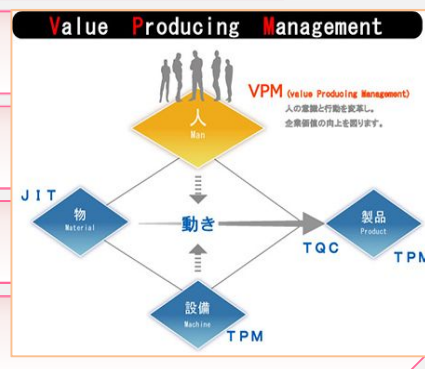 Value Producing Management
VPM (value Producing Management)
人の意識と行動を変革し。
企業価値の向上を図ります。
人
Man
JIT
物
Material
動き
製品
Product
TQC
TPM
設備
Machine
TPM